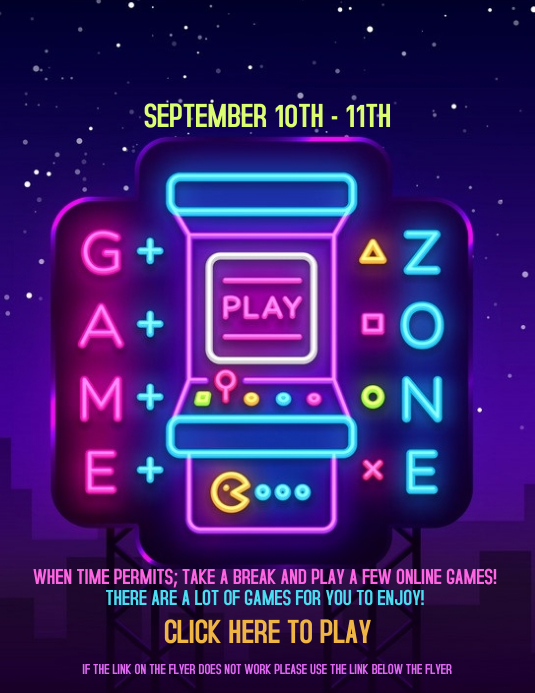 SEPTEMBER 10TH - 11TH
GAME
ZONE
PLAY
WHEN TIME PERMITS; TAKE A BREAK AND PLAY A FEW ONLINE GAMES!
THERE ARE A LOT OF GAMES FOR YOU TO ENJOY!
CLICK HERE TO PLAY
IF THE LINK ON THE FLYER DOES NOT WORK PLEASE USE THE LINK BELOW THE FLYER